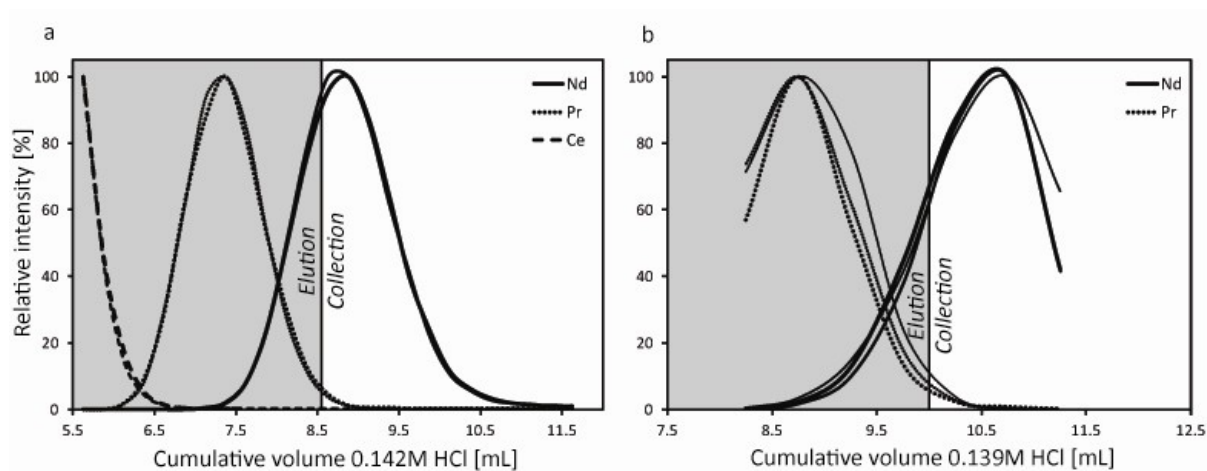 a
Relative intensity [%]
100
80
60
40
20
0
5.5 6.5 7.5 8.5 9.5 10.5 11.5
Cumulative volume 0.142M HCl [mL]
Elution
Collection
Nd
Pr
Ce
b
100
80
60
40
20
0
7.5 8.5 9.5 10.5 11.5 12.5
Cumulative volume 0.139M HCl [mL]
Elution
Collection
Nd
Pr